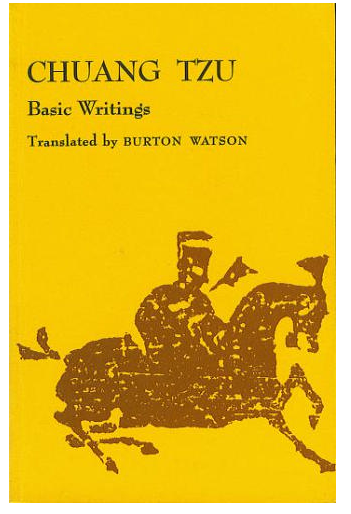 CHUANG TZU
Basic Writings
Translated by BURTON WATSON